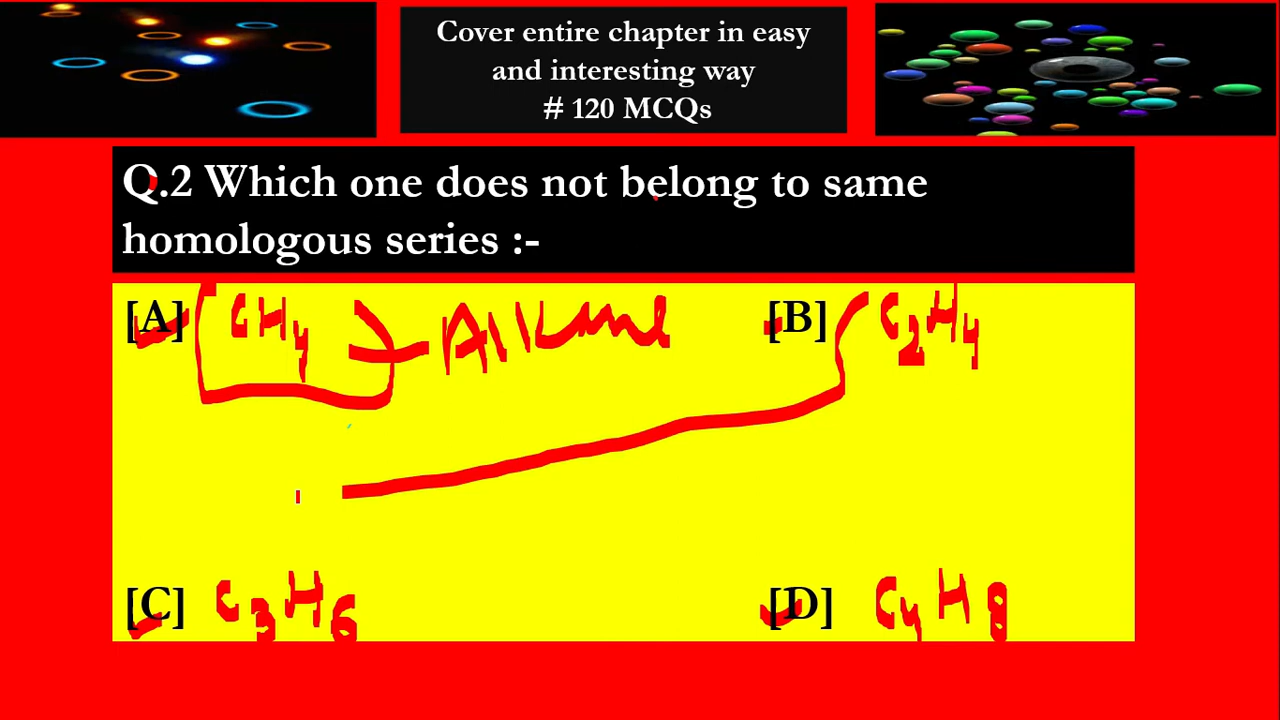 Cover entire chapter in easy
and interesting way
# 120 MCQs
Q.2 Which one does not belong to same
homologous series :-
[A] CH4 Alkane [B] C2H4
[C] C3H6 [D] C4H8